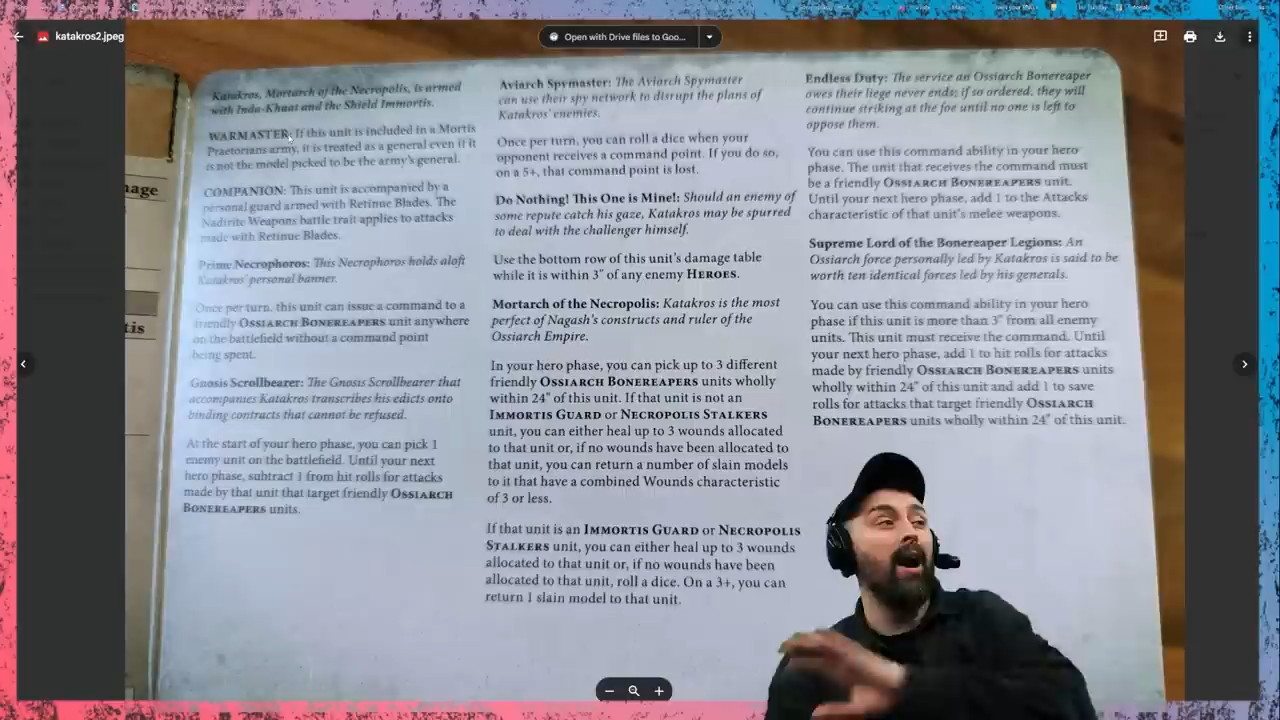 katakros2.jpeg
Open with Drive files to Goo...
age
tis
Katakros, Mortarch of the Necropolis, is armed
with Inda-Khaat and the Shield Immortis.
WARMASTER: If this unit is included in a Mortis
Praetorians army, it is treated as a general even if it
is not the model picked to be the army's general.
COMPANION: This unit is accompanied by a
personal guard armed with Retinue Blades. The
Nadirite Weapons battle trait applies to attacks
made with Retinue Blades.
Prime Necrophoros: This Necrophoros holds aloft
Katakros' personal banner.
Once per turn, this unit can issue a command to a
friendly OSSIARCH BONEREAPERS unit anywhere
on the battlefield without a command point
being spent.
Gnosis Scrollbearer: The Gnosis Scrollbearer that
accompanies Katakros transcribes his edicts onto
binding contracts that cannot be refused.
At the start of your hero phase, you can pick 1
enemy unit on the battlefield. Until your next
hero phase, subtract 1 from hit rolls for attacks
made by that unit that target friendly OSSIARCH
BONEREAPERS units.
Aviarch Spymaster: The Aviarch Spymaster
can use their spy network to disrupt the plans of
Katakros' enemies.
Once per turn, you can roll a dice when your
opponent receives a command point. If you do so,
on a 5+, that command point is lost.
Do Nothing! This One is Mine!: Should an enemy of
some repute catch his gaze, Katakros may be spurred
to deal with the challenger himself.
Use the bottom row of this unit's damage table
while it is within 3" of any enemy HEROES.
Mortarch of the Necropolis: Katakros is the most
perfect of Nagash's constructs and ruler of the
Ossiarch Empire.
In your hero phase, you can pick up to 3 different
friendly OSSIARCH BONEREAPERS units wholly
within 24" of this unit. If that unit is not an
IMMORTIS GUARD or NECROPOLIS STALKERS
unit, you can either heal up to 3 wounds allocated
to that unit or, if no wounds have been allocated to
that unit, you can return a number of slain models
to it that have a combined Wounds characteristic
of 3 or less.
If that unit is an IMMORTIS GUARD or NECROPOLIS
STALKERS unit, you can either heal up to 3 wounds
allocated to that unit or, if no wounds have been
allocated to that unit, roll a dice. On a 3+, you can
return 1 slain model to that unit.
Endless Duty: The service an Ossiarch Bonereaper
owes their liege never ends; if so ordered, they will
continue striking at the foe until no one is left to
oppose them.
You can use this command ability in your hero
phase. The unit that receives the command must
be a friendly OSSIARCH BONEREAPERS unit.
Until your next hero phase, add 1 to the Attacks
characteristic of that unit's melee weapons.
Supreme Lord of the Bonereaper Legions: An
Ossiarch force personally led by Katakros is said to be
worth ten identical forces led by his generals.
You can use this command ability in your hero
phase if this unit is more than 3" from all enemy
units. This unit must receive the command. Until
your next hero phase, add 1 to hit rolls for attacks
made by friendly OSSIARCH BONEREAPERS units
wholly within 24" of this unit and add 1 to save
rolls for attacks that target friendly OSSIARCH
BONEREAPERS units wholly within 24" of this unit.